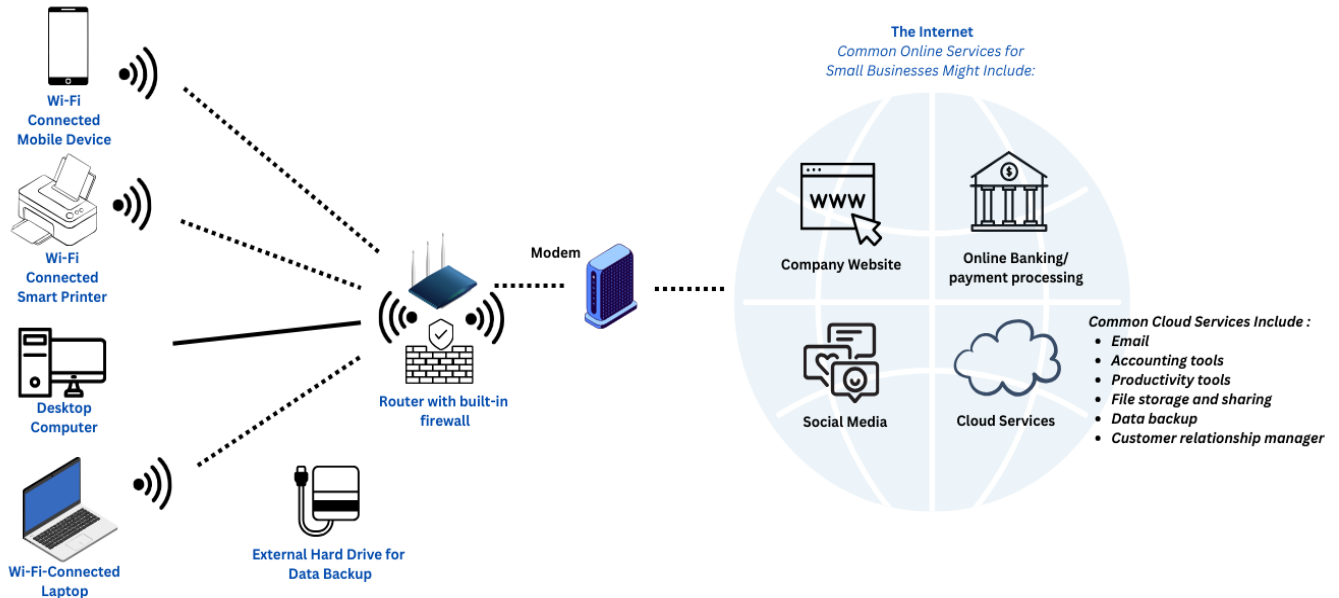 Wi-Fi
Connected
Mobile Device
Wi-Fi
Connected
Smart Printer
Desktop
Computer
Wi-Fi-Connected
Laptop
External Hard Drive for
Data Backup
Router with built-in
firewall
Modem
The Internet
Common Online Services for
Small Businesses Might Include:
WWW
Company Website
$
Online Banking/
payment processing
Social Media
Cloud Services
Common Cloud Services Include :
• Email
• Accounting tools
• Productivity tools
• File storage and sharing
• Data backup
• Customer relationship manager